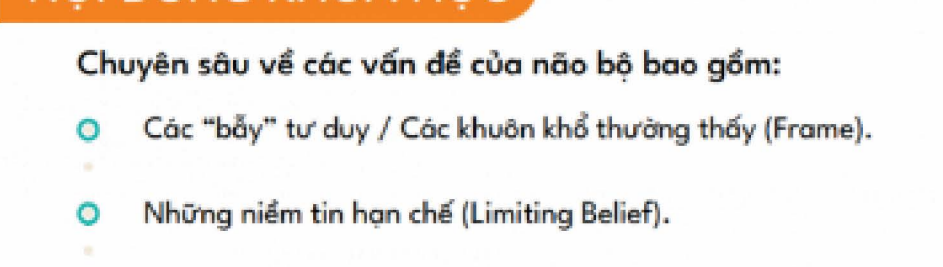 Chuyên sâu về các vấn đề của não bộ bao gồm:
Các “bẫy” tư duy / Các khuôn khổ thường thấy (Frame).
Những niềm tin hạn chế (Limiting Belief).